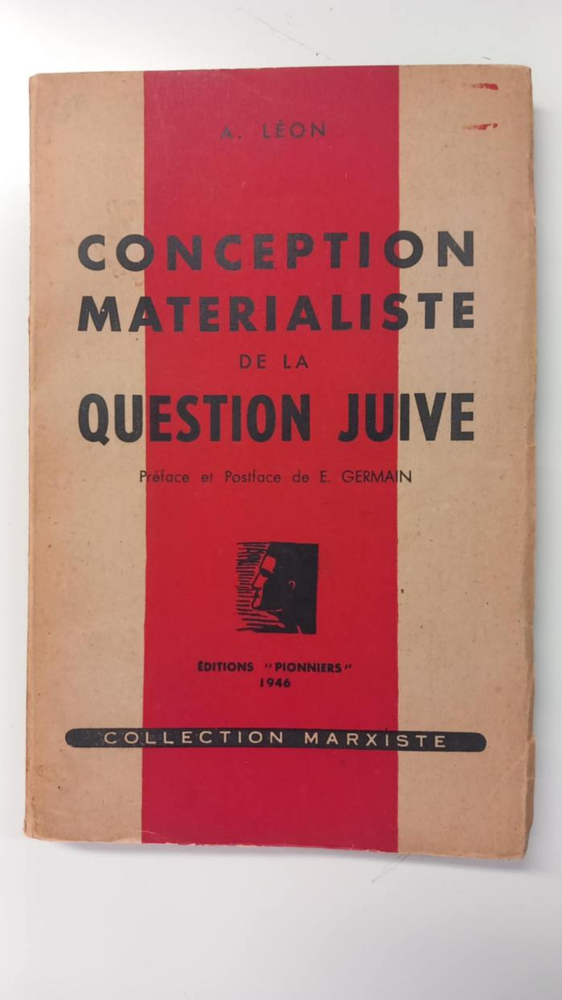 A. LÉON
CONCEPTION
MATERIALISTE
DE LA
QUESTION JUIVE
Préface et Postface de E. GERMAIN
ÉDITIONS "PIONNIERS"
1946
COLLECTION MARXISTE